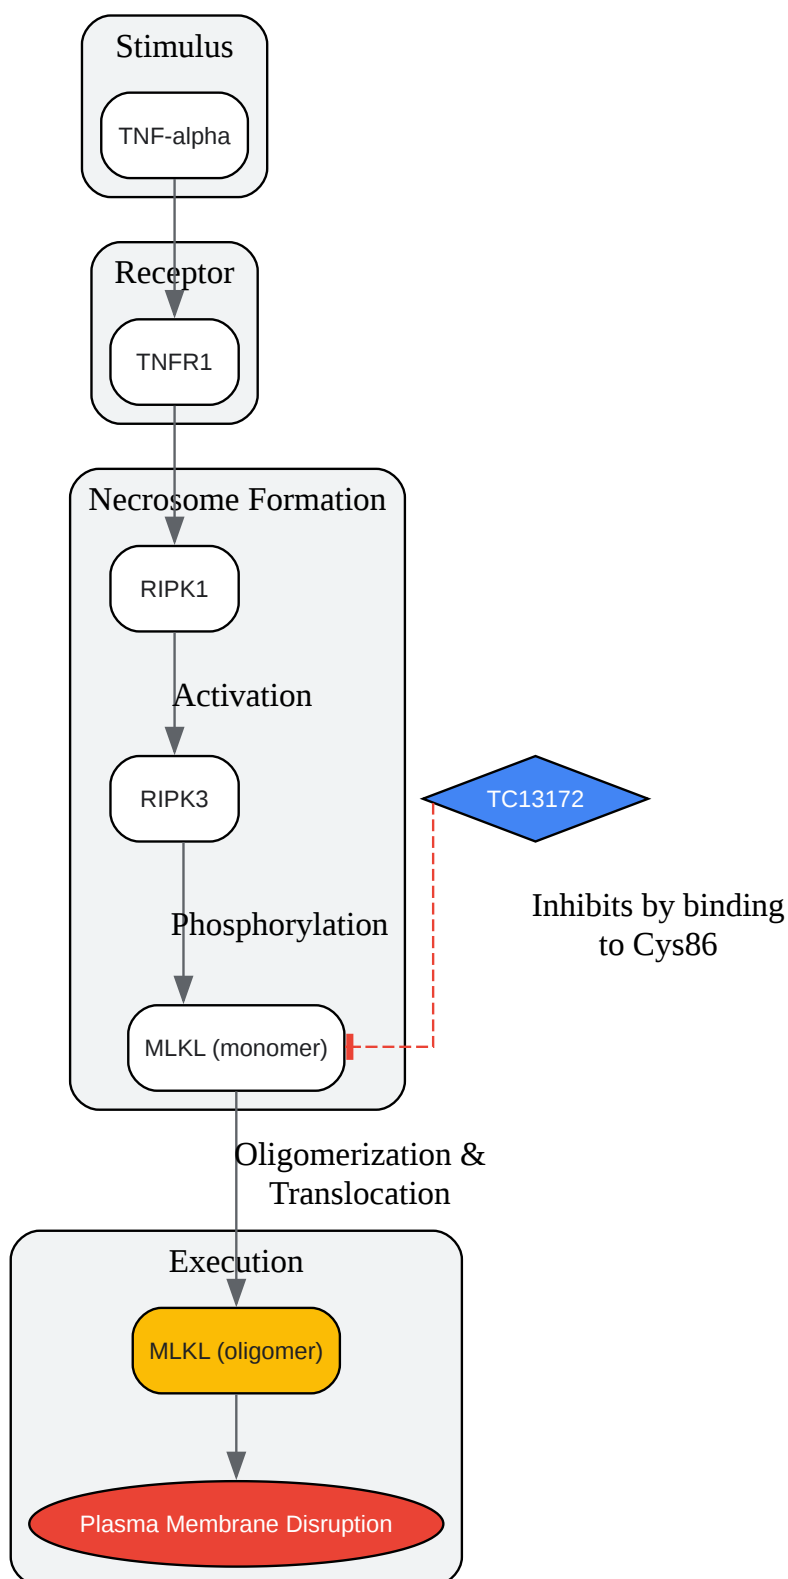 Stimulus
TNF-alpha
Receptor
TNFR1
Necrosome Formation
RIPK1
Activation
RIPK3
TC13172
Phosphorylation
Inhibits by binding
to Cys86
MLKL (monomer)
Oligomerization &
Translocation
Execution
MLKL (oligomer)
Plasma Membrane Disruption